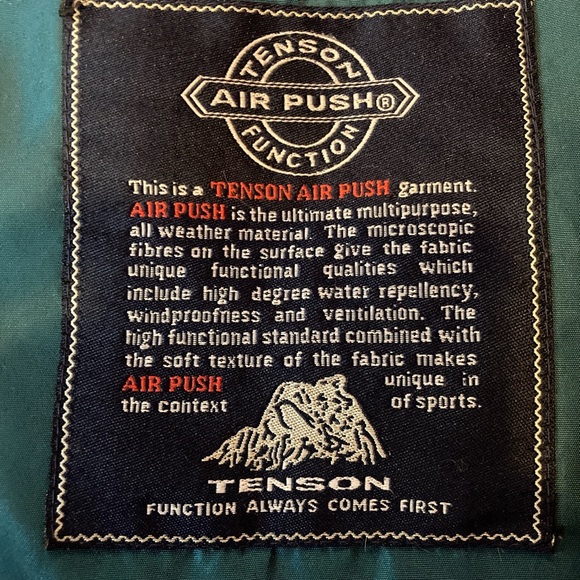 TENSON
AIR PUSH®
FUNCTION
This is a TENSON AIR PUSH garment.
AIR PUSH is the ultimate multipurpose,
all weather material. The microscopic
fibres on the surface give the fabric
unique functional qualities which
include high degree water repellency,
windproofness and ventilation. The
high functional standard combined with
the soft texture of the fabric makes
AIR PUSH unique in
the context of sports.
TENSON
FUNCTION ALWAYS COMES FIRST